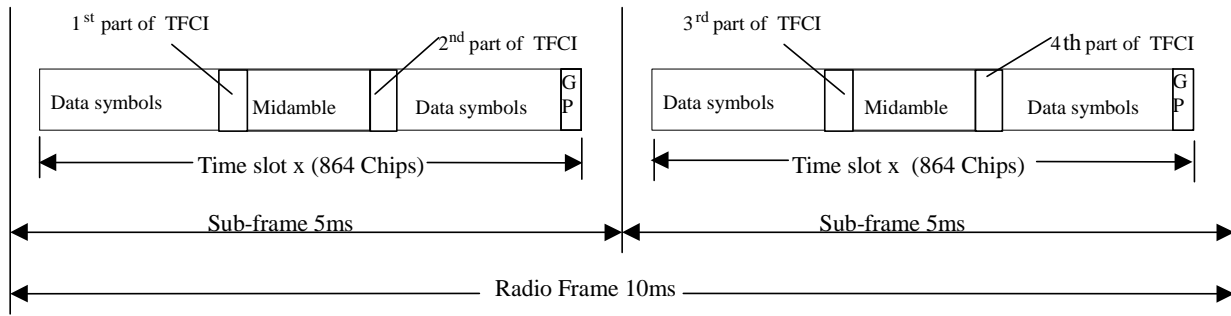 1st part of TFCI
2nd part of TFCI
3rd part of TFCI
4th part of TFCI
Data symbols
Midamble
Data symbols
GP
Data symbols
Midamble
Data symbols
GP
Time slot x (864 Chips)
Time slot x (864 Chips)
Sub-frame 5ms
Sub-frame 5ms
Radio Frame 10ms